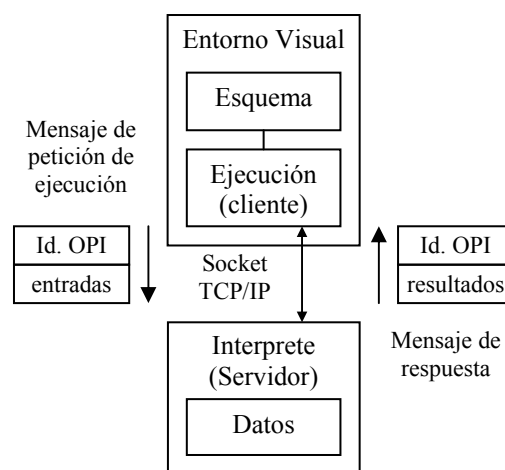 Entorno Visual
Esquema
Mensaje de
petición de
ejecución
Ejecución
(cliente)
Id. OPI
entradas
Socket
TCP/IP
Id. OPI
resultados
Mensaje de
respuesta
Interprete
(Servidor)
Datos